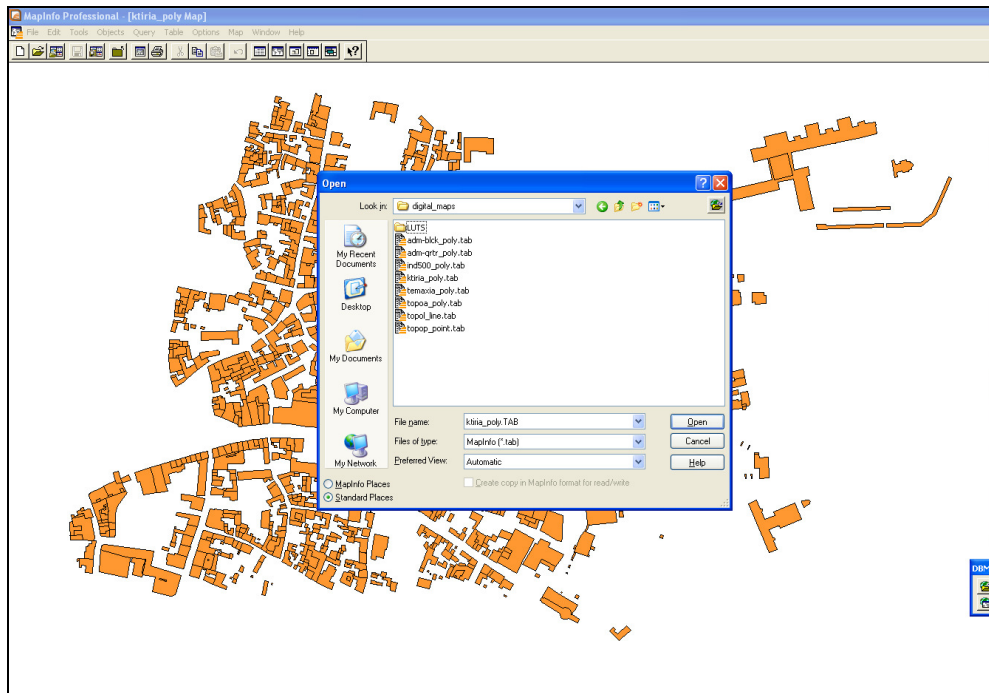 MapInfo Professional - [ktiria_poly Map]
File Edit Tools Objects Query Table Options Map Window Help
Open
Look in: digital_maps
My Recent Documents
Desktop
My Documents
My Computer
My Network
LUTS
adm-blck_poly.tab
adm-qrtr_poly.tab
ind500_poly.tab
ktiria_poly.tab
temaxia_poly.tab
topoa_poly.tab
topol_line.tab
topop_point.tab
File name: ktiria_poly.TAB Open
Files of type: MapInfo (*.tab) Cancel
Preferred View: Automatic Help
MapInfo Places
Create copy in MapInfo format for read/write
Standard Places
DBM